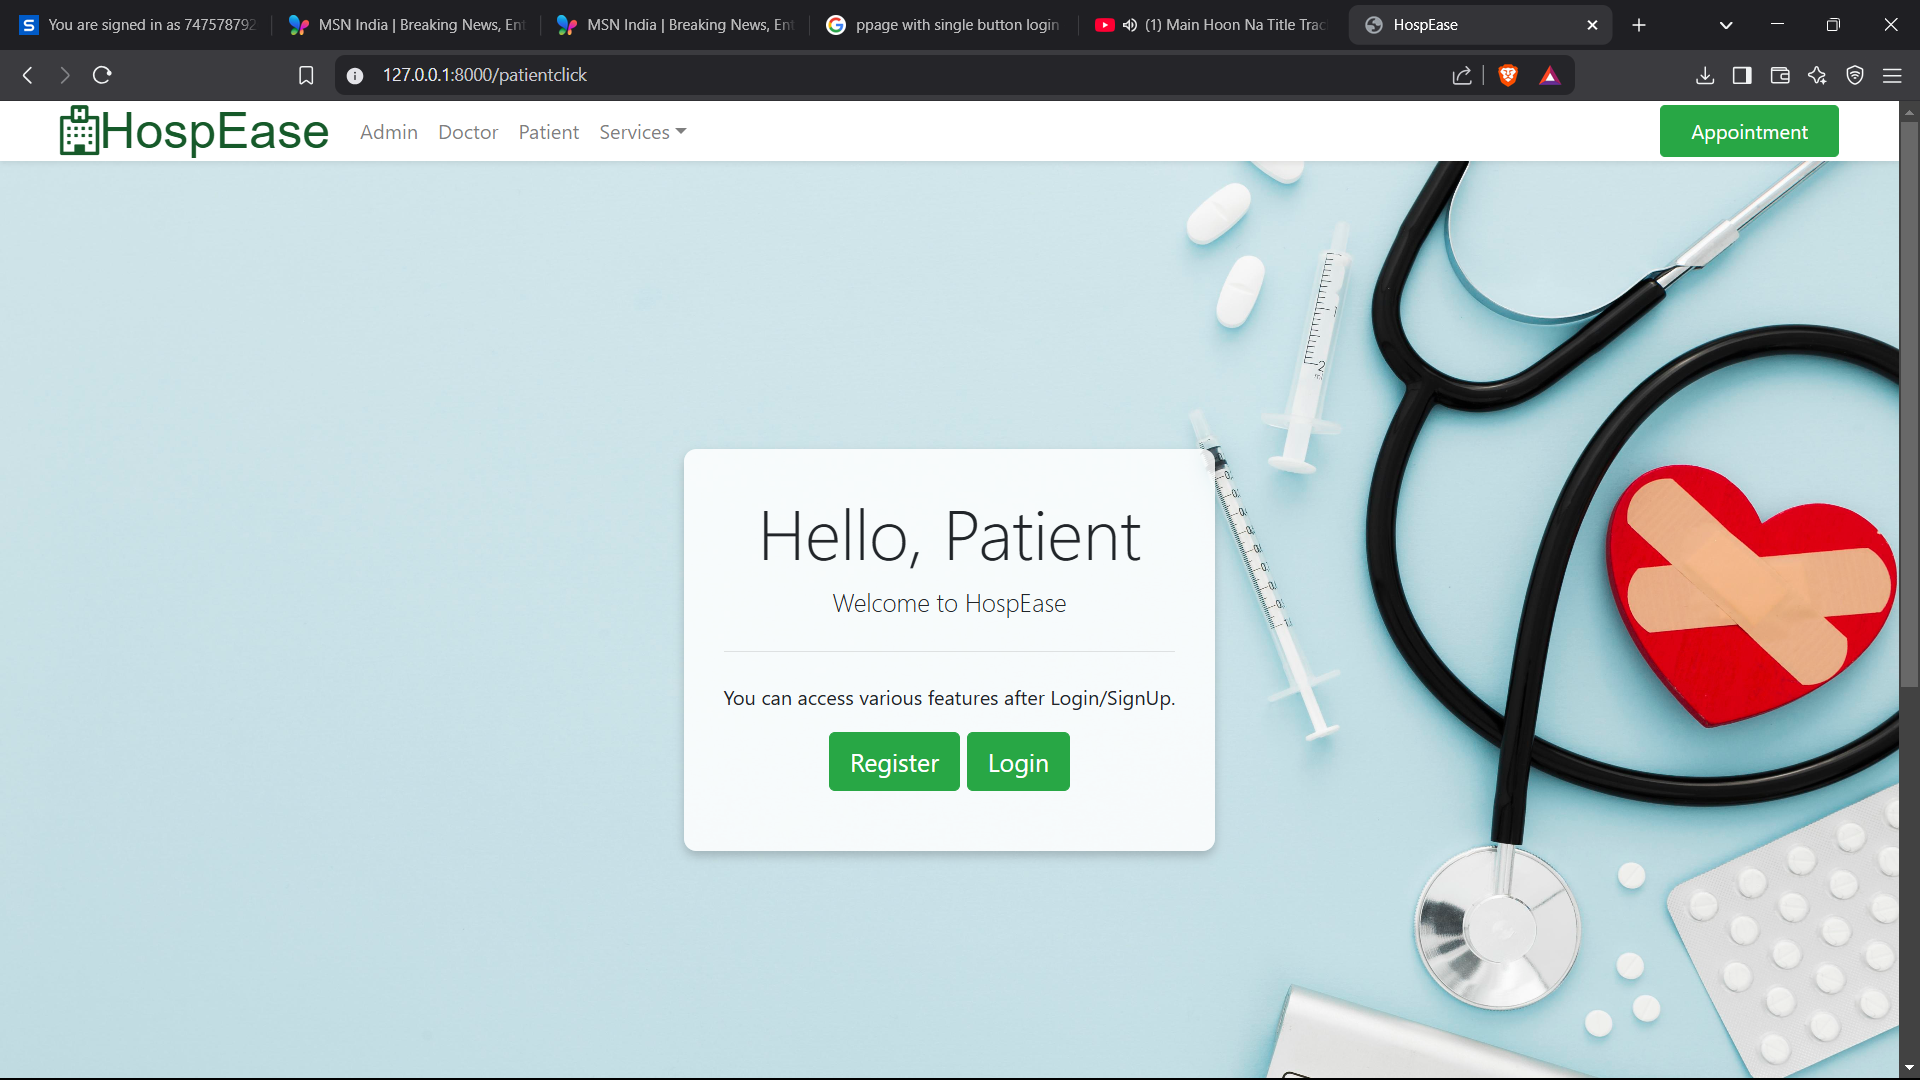 You are signed in as 747578792
MSN India | Breaking News, Ent
MSN India | Breaking News, Ent
ppage with single button login
(1) Main Hoon Na Title Trac
HospEase
127.0.0.1:8000/patientclick
HospEase
Admin
Doctor
Patient
Services
Appointment
Hello, Patient
Welcome to HospEase
You can access various features after Login/SignUp.
Register
Login